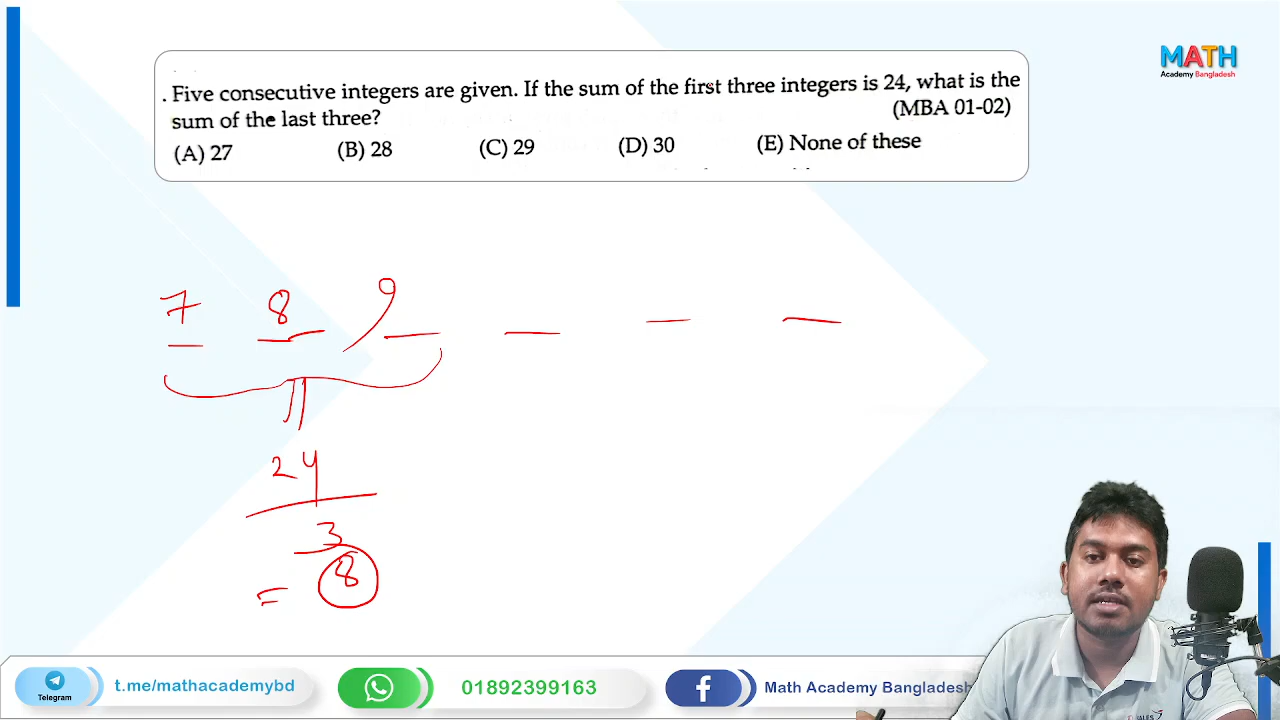 MATH
Academy Bangladesh
. Five consecutive integers are given. If the sum of the first three integers is 24, what is the
sum of the last three?
(MBA 01-02)
(A) 27 (B) 28 (C) 29 (D) 30 (E) None of these
7 8 9
24
3
= 8
Telegram
t.me/mathacademybd
01892399163
Math Academy Bangladesh